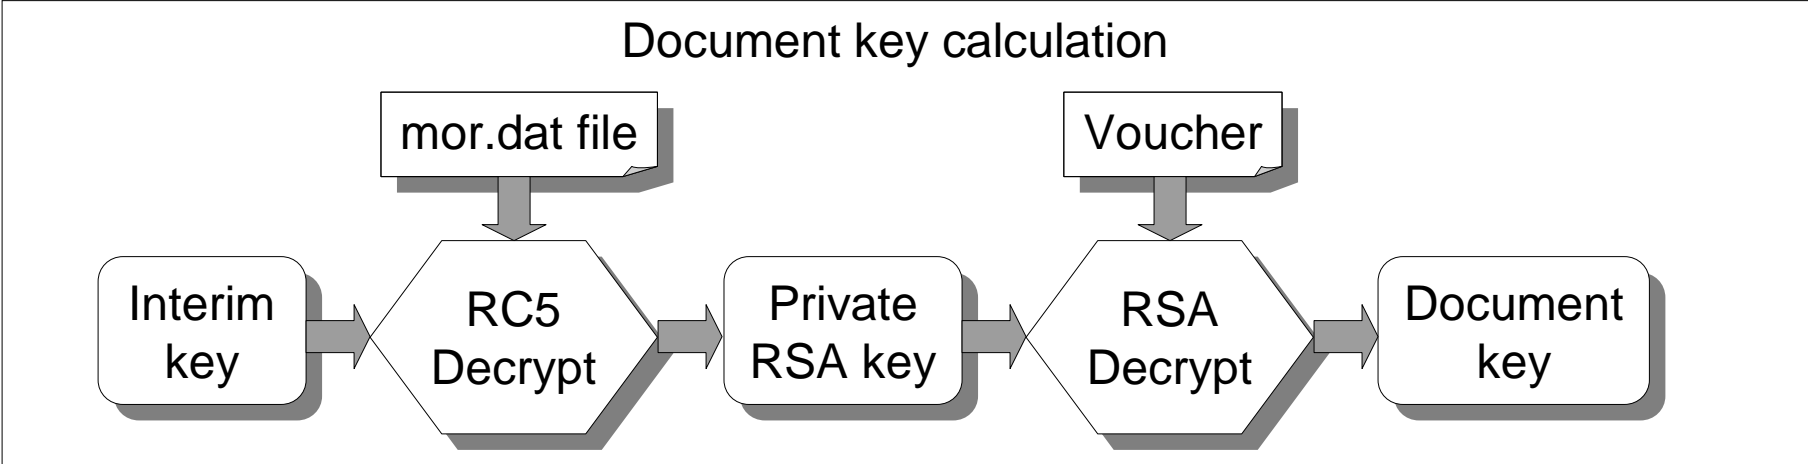 Document key calculation
mor.dat file
Voucher
Interim
key
RC5
Decrypt
Private
RSA key
RSA
Decrypt
Document
key